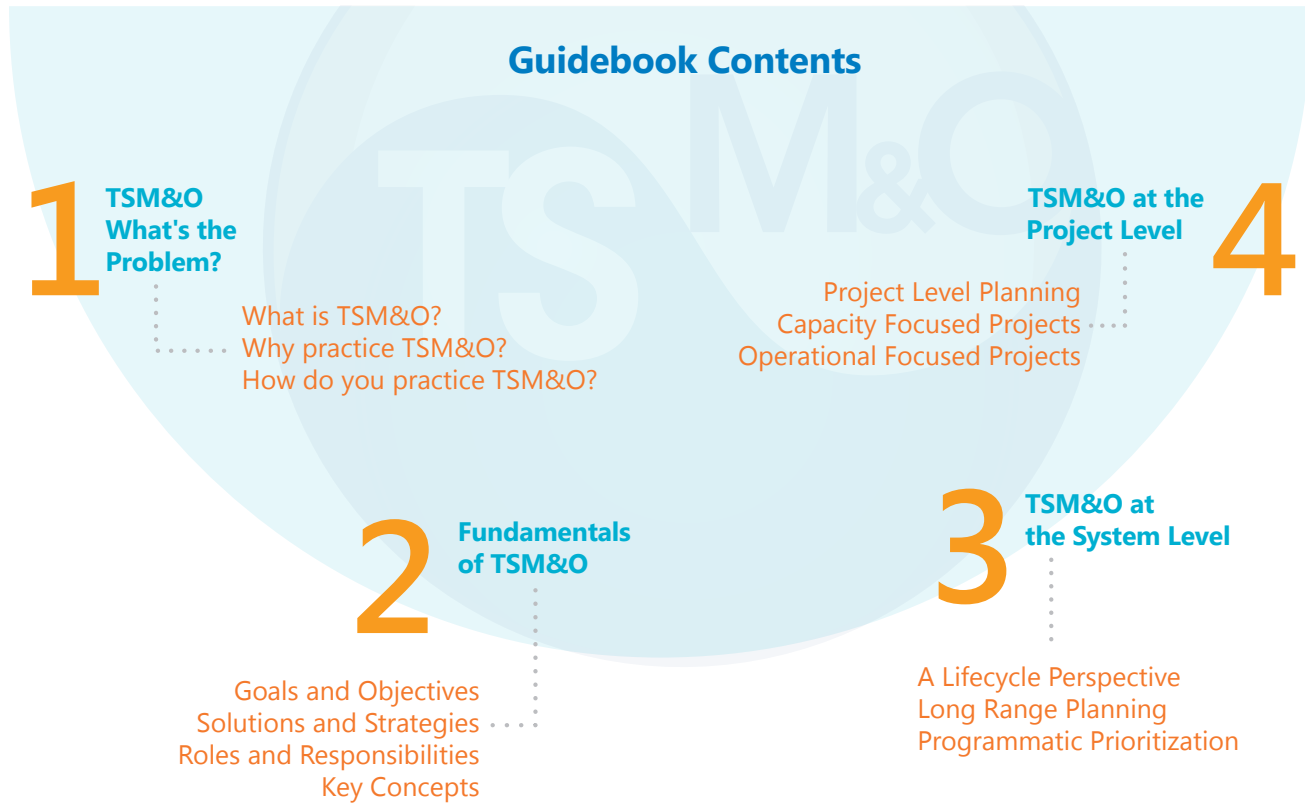 Guidebook Contents
TSM&O
1
TSM&O
What's the
Problem?
What is TSM&O?
Why practice TSM&O?
How do you practice TSM&O?
2
Fundamentals
of TSM&O
Goals and Objectives
Solutions and Strategies
Roles and Responsibilities
Key Concepts
3
TSM&O at
the System Level
A Lifecycle Perspective
Long Range Planning
Programmatic Prioritization
4
TSM&O at the
Project Level
Project Level Planning
Capacity Focused Projects
Operational Focused Projects